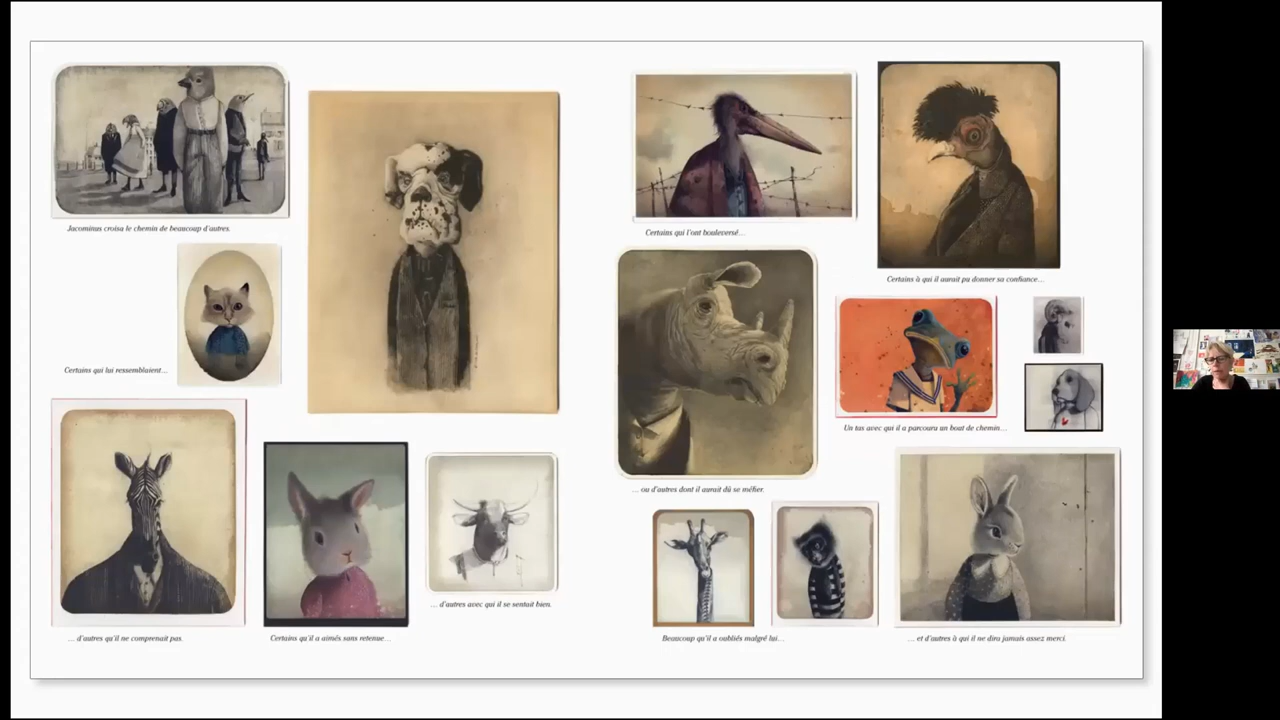 Jacominus croisa le chemin de beaucoup d'autres.
Certains qui lui ressemblaient...
... d'autres qu'il ne comprenait pas.
Certains qu'il a aimés sans retenue...
... d'autres avec qui il se sentait bien.
Certains qui l'ont bouleversé...
Certains à qui il aurait pu donner sa confiance...
... ou d'autres dont il aurait dû se méfier.
Un tas avec qui il a parcouru un bout de chemin...
Beaucoup qu'il a oubliés malgré lui...
... et d'autres à qui il ne dira jamais assez merci.